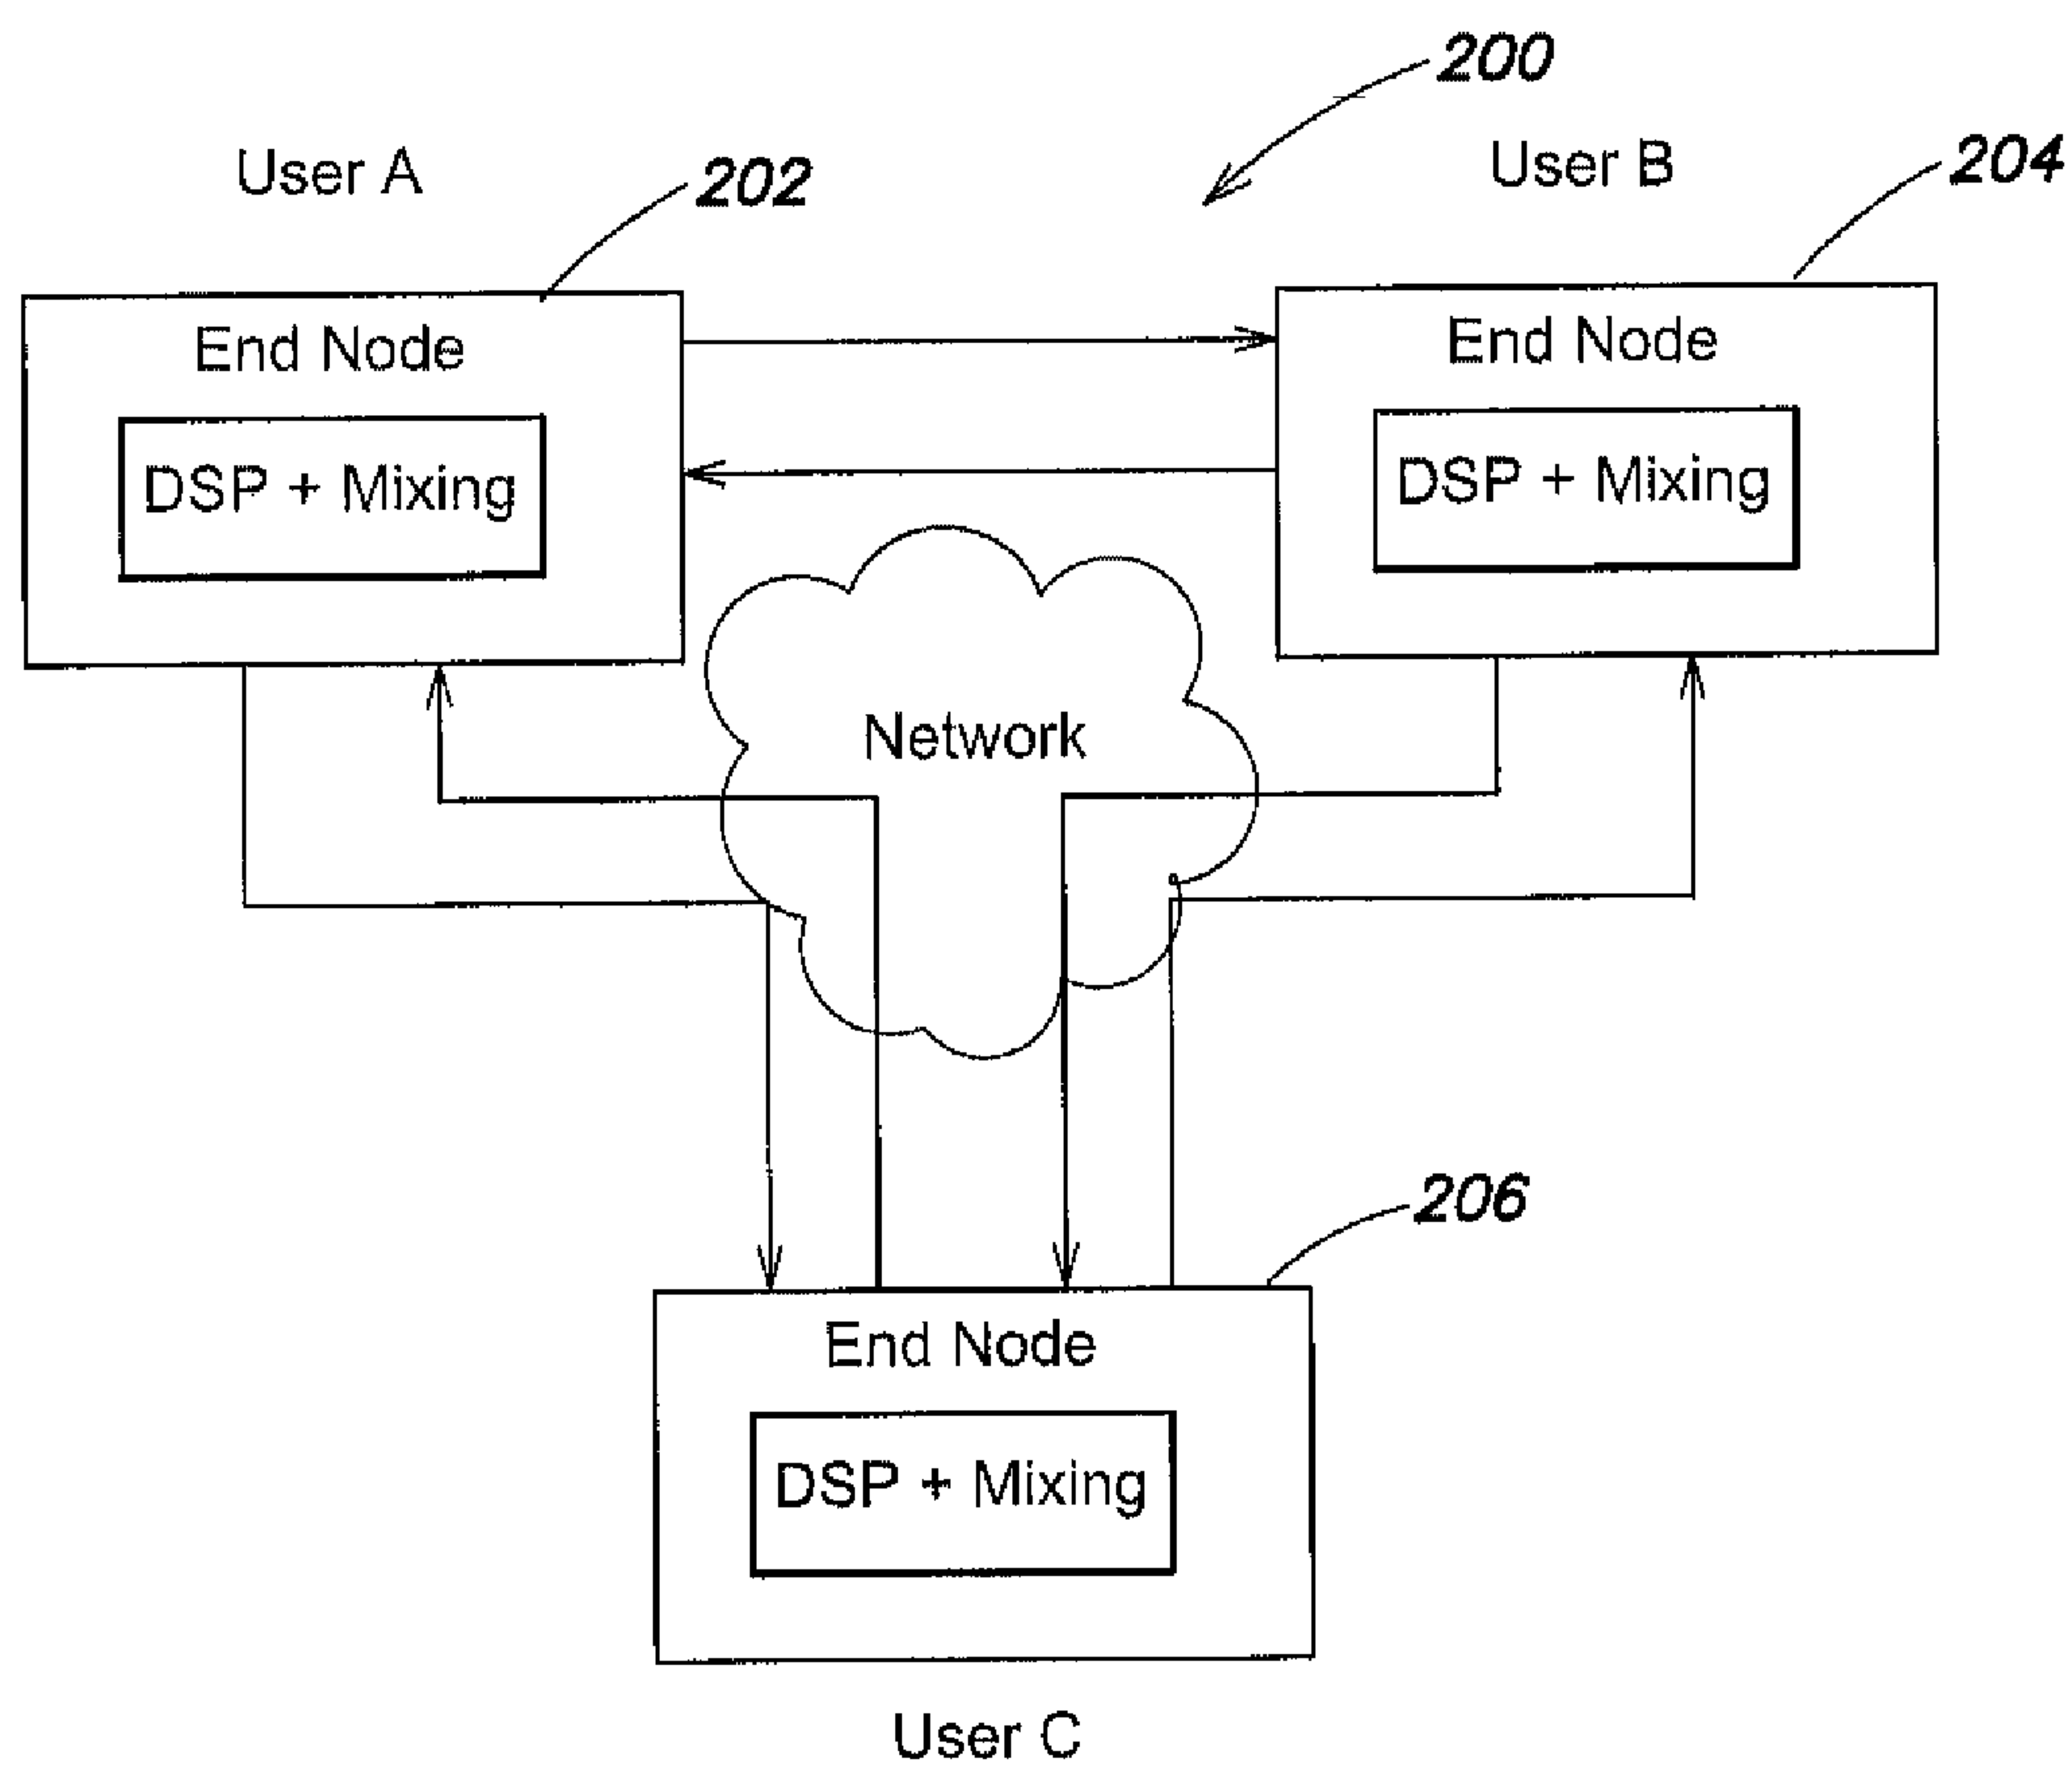 200
User A
202
User B
204
End Node
DSP + Mixing
End Node
DSP + Mixing
Network
206
End Node
DSP + Mixing
User C